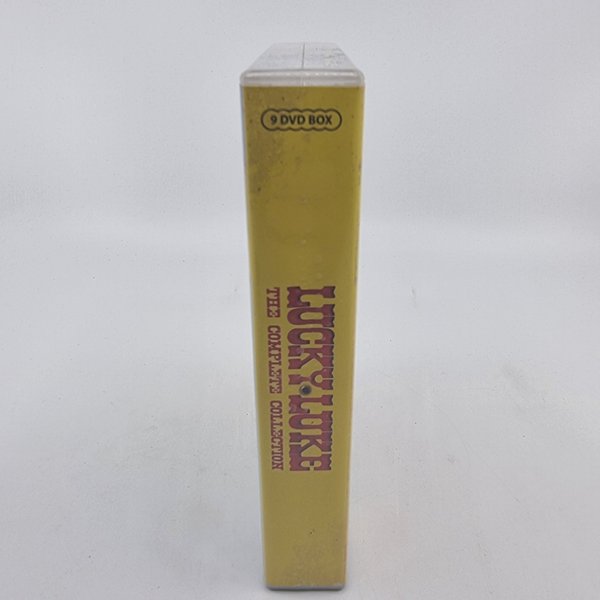 9 DVD BOX
LUCKY LUKE
THE COMPLETE COLLECTION